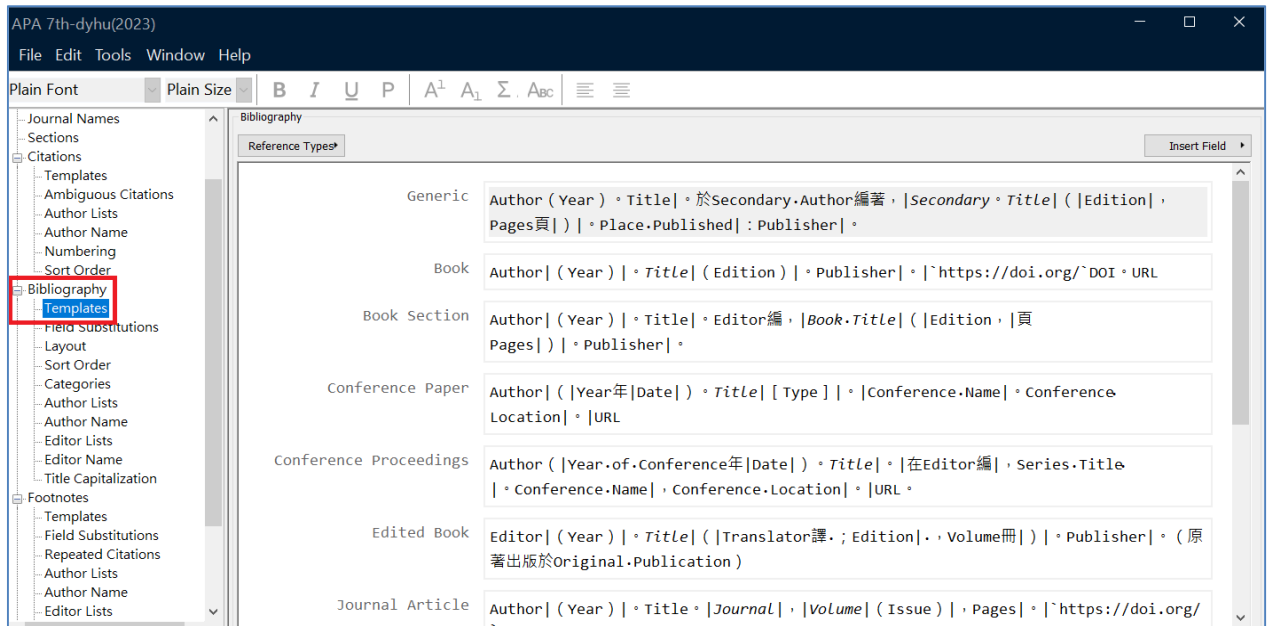 APA 7th-dyhu(2023)
File Edit Tools Window Help
Plain Font Plain Size B I U P A1 A1 Σ ABC
Journal Names
Sections
Citations
Templates
Ambiguous Citations
Author Lists
Author Name
Numbering
Sort Order
Bibliography
Templates
Field Substitutions
Layout
Sort Order
Categories
Author Lists
Author Name
Editor Lists
Editor Name
Title Capitalization
Footnotes
Templates
Field Substitutions
Repeated Citations
Author Lists
Author Name
Editor Lists
Bibliography
Reference Types
Insert Field
Generic
Author(Year)。Title|。於Secondary·Author編著，|Secondary。Title|(|Edition|，
Pages頁|)|。Place·Published|：Publisher|。
Book
Author|(Year)|。Title|(Edition)|。Publisher|。|`https://doi.org/`DOI。URL
Book Section
Author|(Year)|。Title|。Editor編，|Book·Title|(|Edition，|頁
Pages|)|。Publisher|。
Conference Paper
Author|(|Year年|Date|)。Title|[Type]|。|Conference·Name|。Conference·
Location|。|URL
Conference Proceedings
Author(|Year·of·Conference年|Date|)。Title|。|在Editor編|，Series·Title·
|。Conference·Name|，Conference·Location|。|URL。
Edited Book
Editor|(Year)|。Title|(|Translator譯·；Edition|·，Volume冊|)|。Publisher|。(原
著出版於Original·Publication)
Journal Article
Author|(Year)|。Title。|Journal|，|Volume|(Issue)|，Pages|。|`https://doi.org/